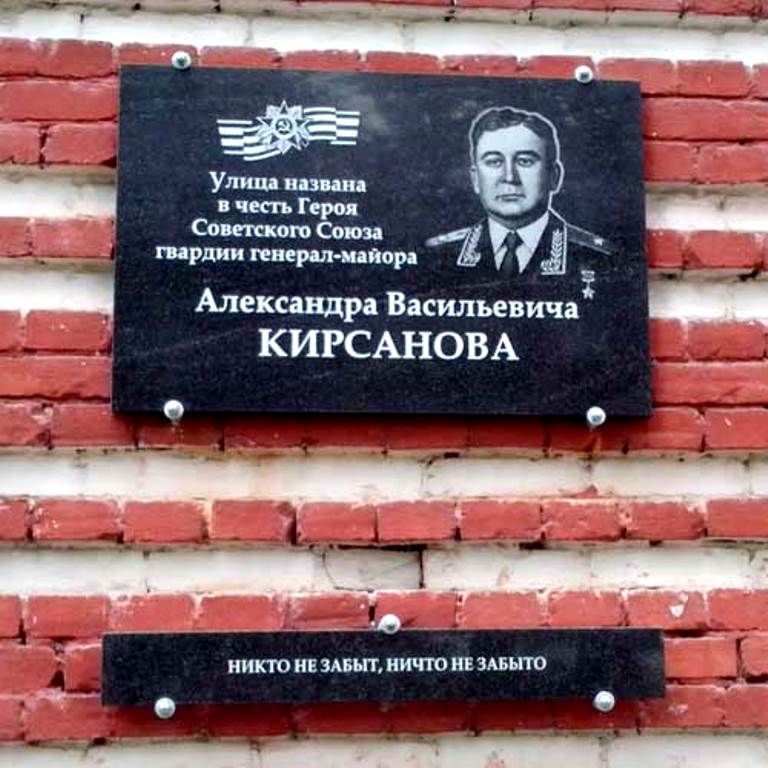 Улица названа
в честь Героя
Советского Союза
гвардии генерал-майора
Александра Васильевича
КИРСАНОВА
НИКТО НЕ ЗАБЫТ, НИЧТО НЕ ЗАБЫТО